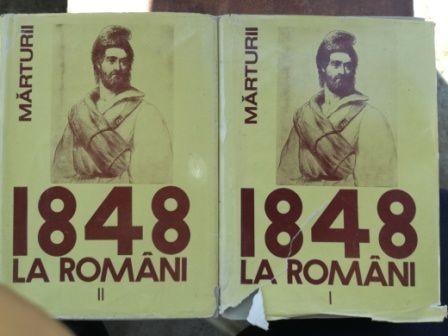 MĂRTURII
1848
LA ROMÂNI
II
MĂRTURII
1848
LA ROMÂNI
I